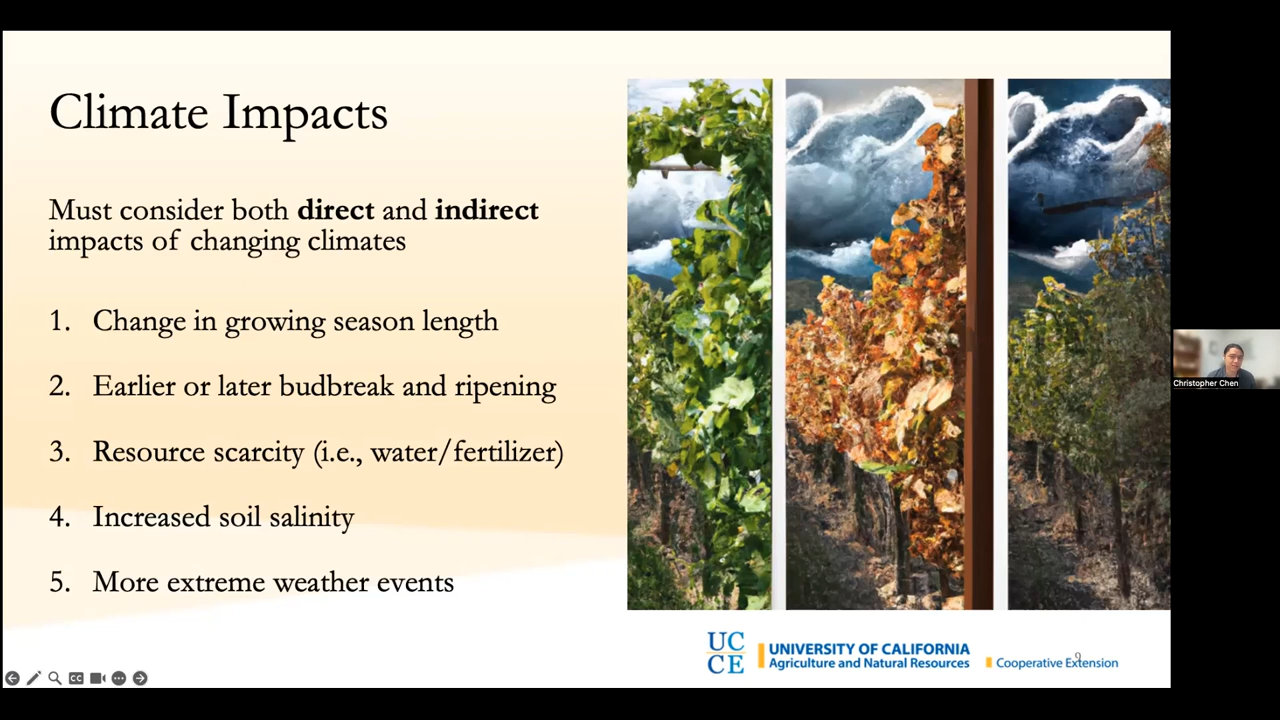 Climate Impacts
Must consider both direct and indirect
impacts of changing climates
1. Change in growing season length
2. Earlier or later budbreak and ripening
3. Resource scarcity (i.e., water/fertilizer)
4. Increased soil salinity
5. More extreme weather events
Christopher Chen
UC
CE
UNIVERSITY OF CALIFORNIA
Agriculture and Natural Resources
Cooperative Extension
9
CC